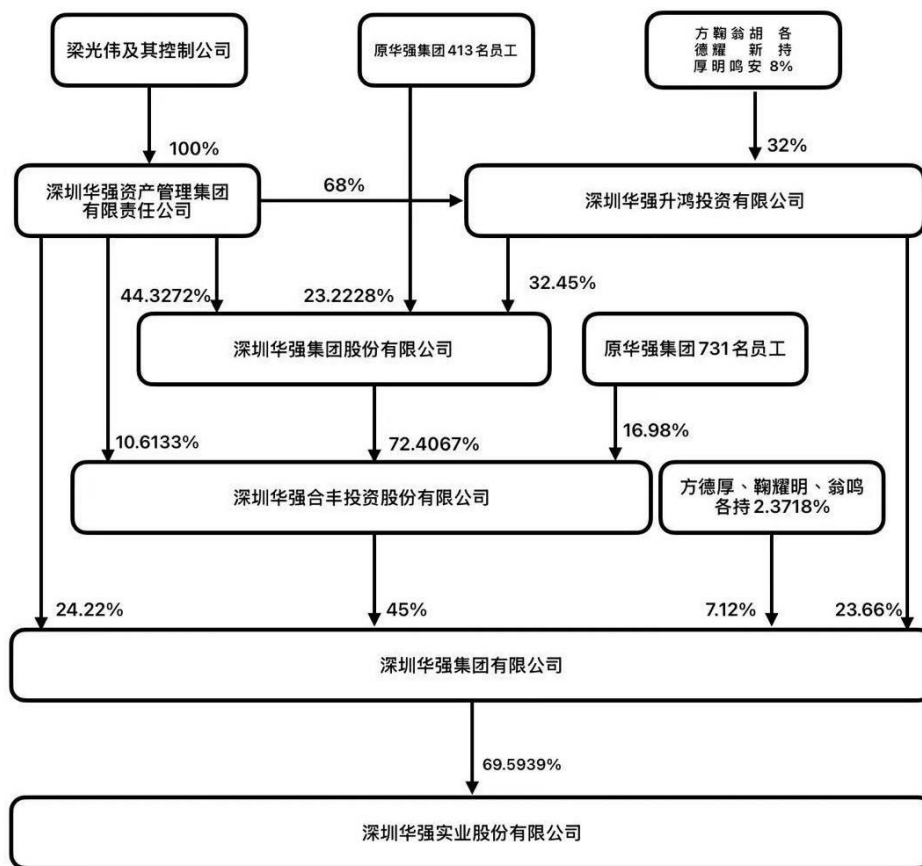 梁光伟及其控制公司
原华强集团413名员工
方 鞠 翁 胡 各
德 耀 新 持
厚 明 鸣 安 8%
100%
32%
深圳华强资产管理集团
有限责任公司
68%
深圳华强升鸿投资有限公司
44.3272%
23.2228%
32.45%
深圳华强集团股份有限公司
原华强集团731名员工
10.6133%
72.4067%
16.98%
深圳华强合丰投资股份有限公司
方德厚、鞠耀明、翁鸣
各持2.3718%
24.22%
45%
7.12%
23.66%
深圳华强集团有限公司
69.5939%
深圳华强实业股份有限公司